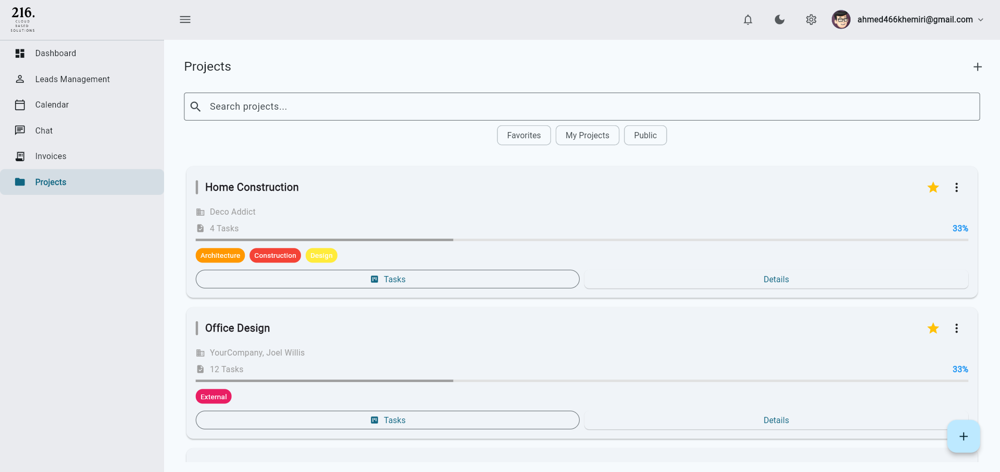 216.
CLOUD
BASED
SOLUTIONS
ahmed466khemiri@gmail.com
Dashboard
Leads Management
Calendar
Chat
Invoices
Projects
Projects
Search projects...
Favorites
My Projects
Public
Home Construction
Deco Addict
4 Tasks
33%
Architecture
Construction
Design
Tasks
Details
Office Design
YourCompany, Joel Willis
12 Tasks
33%
External
Tasks
Details